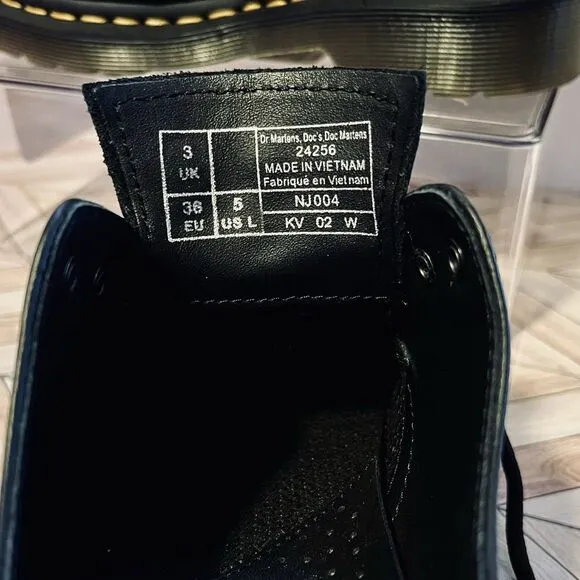 3
UK
36
EU
5
US L
Dr Martens, Doc's, Doc Martens
24256
MADE IN VIETNAM
Fabriqué en Vietnam
NJ004
KV 02 W